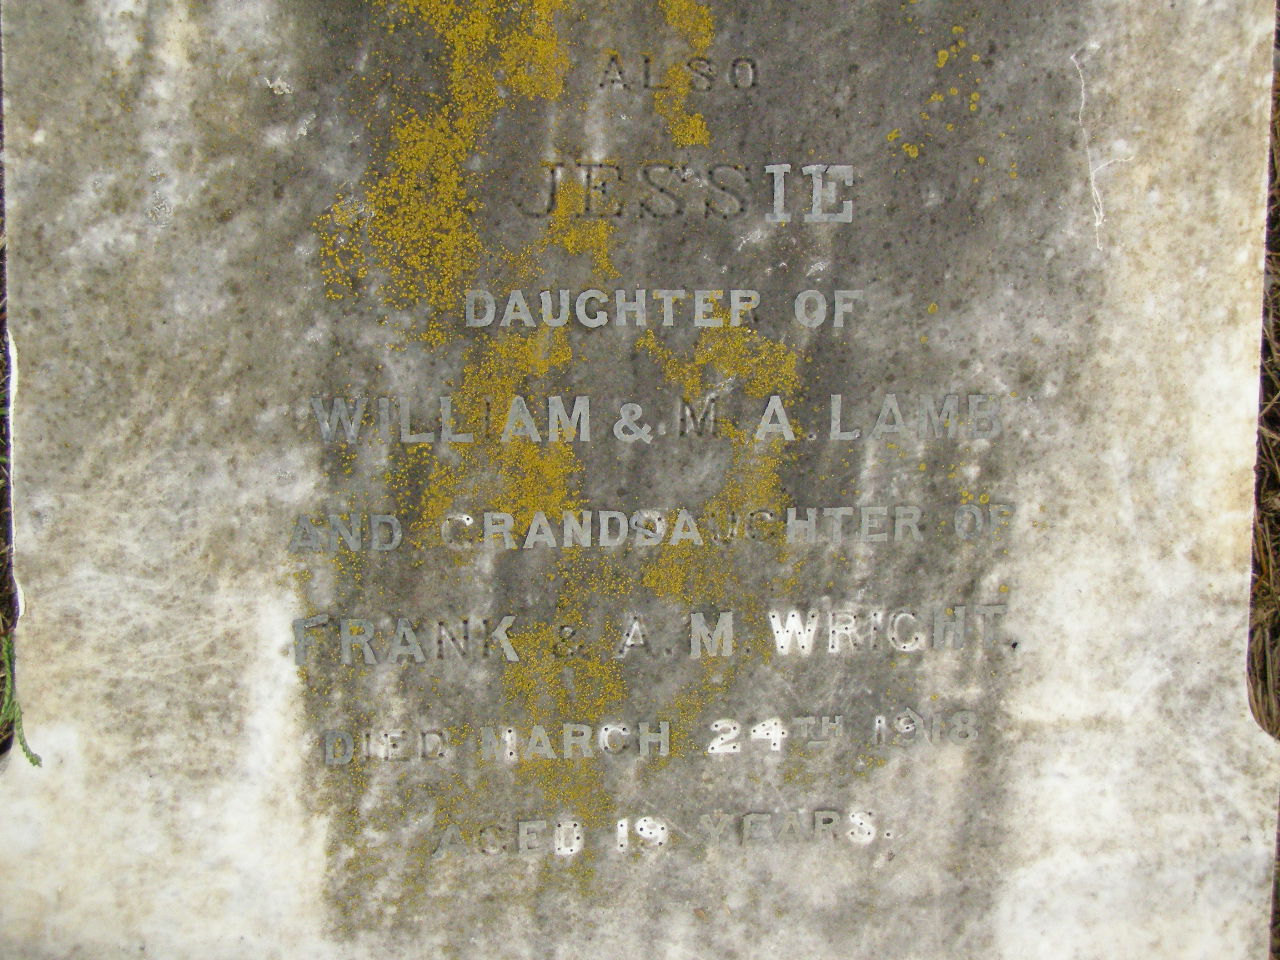 ALSO
JESSIE
DAUGHTER OF
WILLIAM & M. A. LAMB
AND GRANDDAUGHTER OF
FRANK & A. M. WRIGHT.
DIED MARCH 24TH 1918
AGED 19 YEARS.